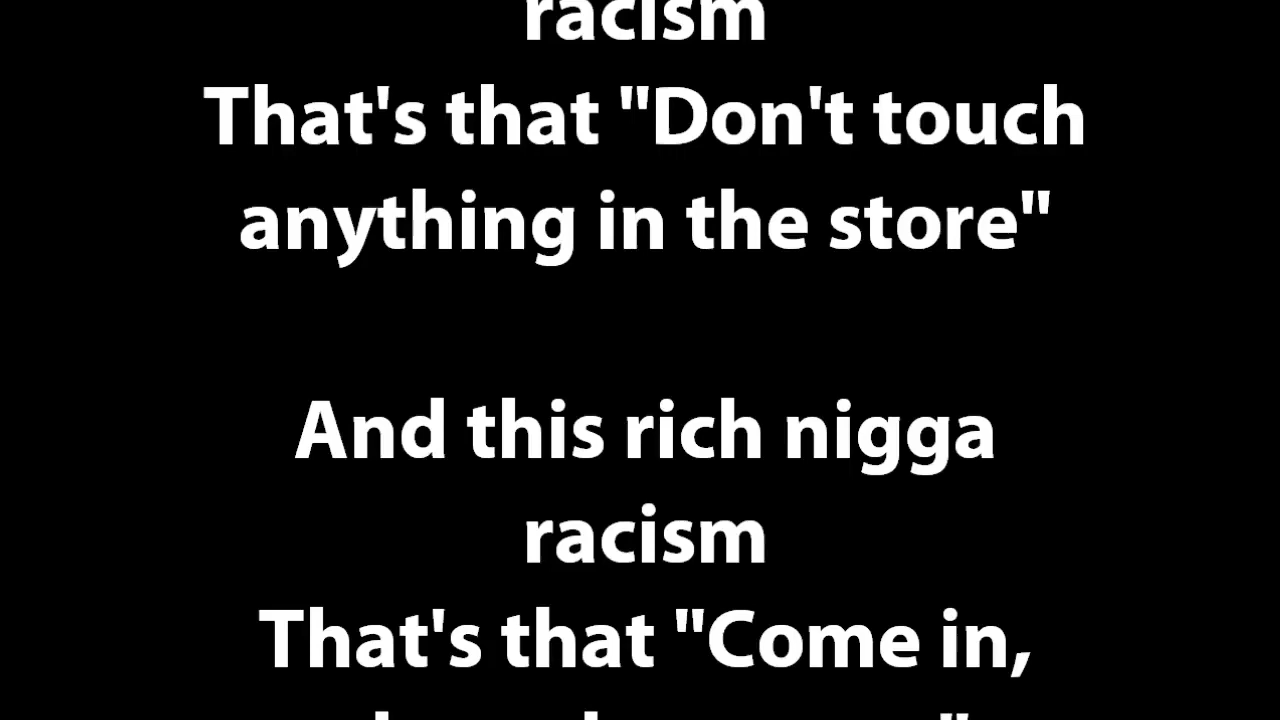 racism
That's that "Don't touch
anything in the store"
And this rich nigga
racism
That's that "Come in,